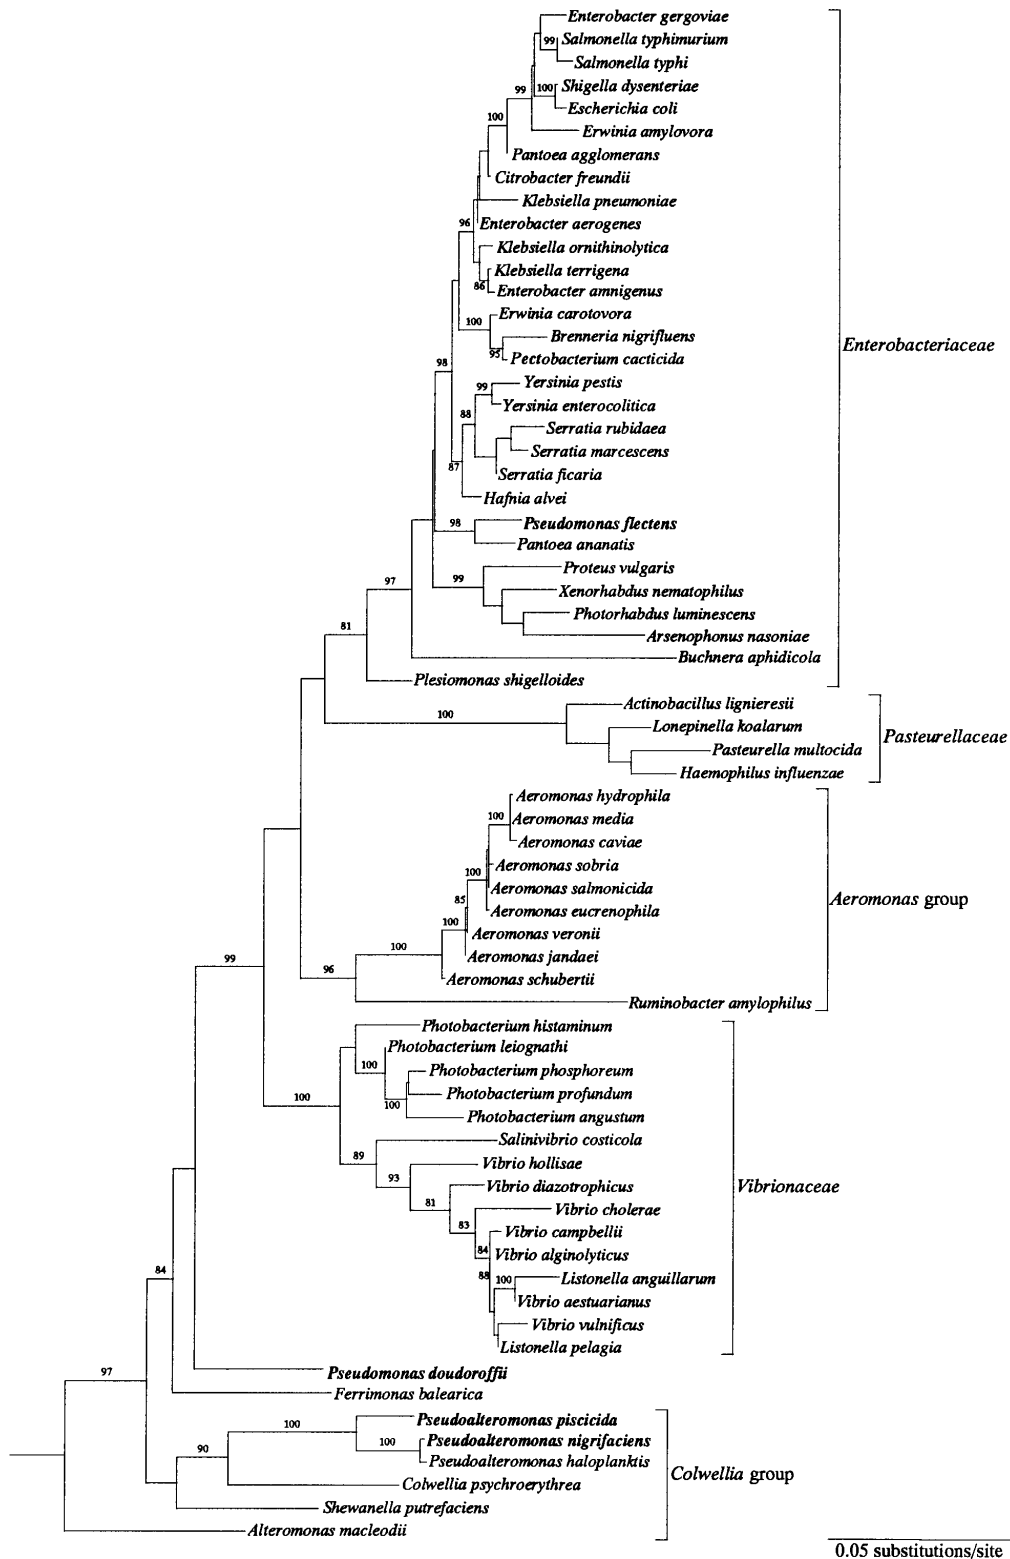 Enterobacter gergoviae
99
Salmonella typhimurium
Salmonella typhi
99
100
Shigella dysenteriae
Escherichia coli
100
Erwinia amylovora
Pantoea agglomerans
Citrobacter freundii
Klebsiella pneumoniae
96
Enterobacter aerogenes
Klebsiella ornithinolytica
Klebsiella terrigena
86
Enterobacter amnigenus
Erwinia carotovora
100
Brenneria nigrifluens
Enterobacteriaceae
95
Pectobacterium cacticida
98
Yersinia pestis
99
Yersinia enterocolitica
88
Serratia rubidaea
Serratia marcescens
87
Serratia ficaria
Hafnia alvei
98
Pseudomonas flectens
Pantoea ananatis
Proteus vulgaris
97
99
Xenorhabdus nematophilus
Photorhabdus luminescens
81
Arsenophonus nasoniae
Buchnera aphidicola
Plesiomonas shigelloides
Actinobacillus lignieresii
100
Lonepinella koalarum
Pasteurellaceae
Pasteurella multocida
Haemophilus influenzae
Aeromonas hydrophila
100
Aeromonas media
Aeromonas caviae
Aeromonas sobria
100
Aeromonas salmonicida
85
Aeromonas group
Aeromonas eucrenophila
100
Aeromonas veronii
100
Aeromonas jandaei
99
96
Aeromonas schubertii
Ruminobacter amylophilus
Photobacterium histaminum
Photobacterium leiognathi
100
Photobacterium phosphoreum
100
Photobacterium profundum
100
Photobacterium angustum
Salinivibrio costicola
89
Vibrio hollisae
93
Vibrio diazotrophicus
Vibrionaceae
81
Vibrio cholerae
83
Vibrio campbellii
84
Vibrio alginolyticus
88
100
Listonella anguillarum
84
Vibrio aestuarianus
Vibrio vulnificus
Listonella pelagia
97
Pseudomonas doudoroffii
Ferrimonas balearica
100
Pseudoalteromonas piscicida
100
Pseudoalteromonas nigrifaciens
90
Pseudoalteromonas haloplanktis
Colwellia group
Colwellia psychroerythrea
Shewanella putrefaciens
Alteromonas macleodii
0.05 substitutions/site